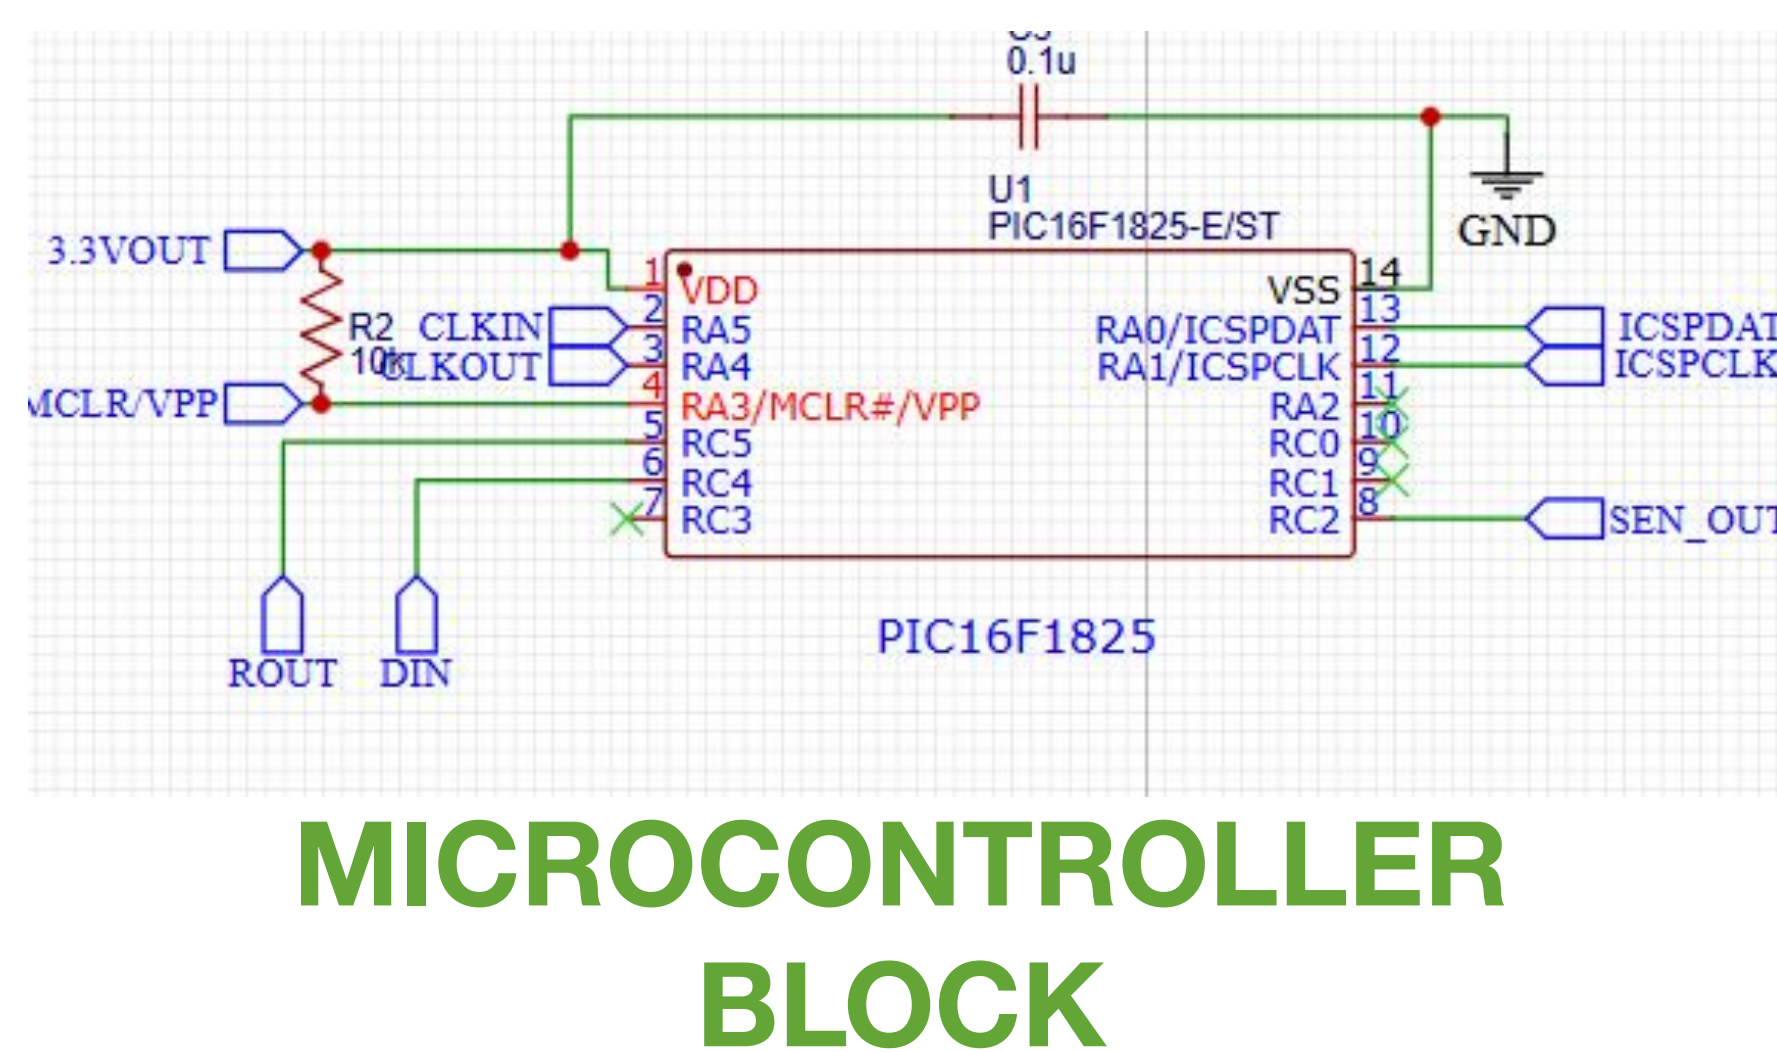 0.1u
U1
PIC16F1825-E/ST
GND
3.3VOUT
1 VDD
VSS 14
R2
10k
CLKIN 2 RA5
RA0/ICSPDAT 13 ICSPDAT
CLKOUT 3 RA4
RA1/ICSPCLK 12 ICSPCLK
MCLR/VPP 4 RA3/MCLR#/VPP
RA2 11
5 RC5
RC0 10
6 RC4
RC1 9
7 RC3
RC2 8 SEN_OUT
ROUT DIN
PIC16F1825
MICROCONTROLLER
BLOCK